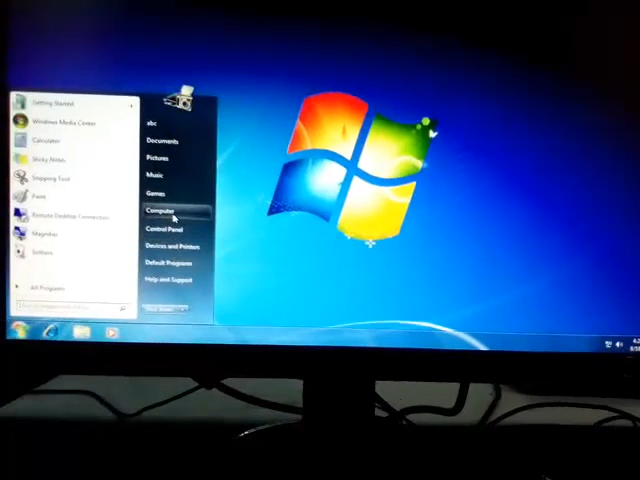 Getting Started
Windows Media Center
Calculator
Sticky Notes
Snipping Tool
Paint
Remote Desktop Connection
Magnifier
Solitaire
All Programs
abc
Documents
Pictures
Music
Games
Computer
Control Panel
Devices and Printers
Default Programs
Help and Support